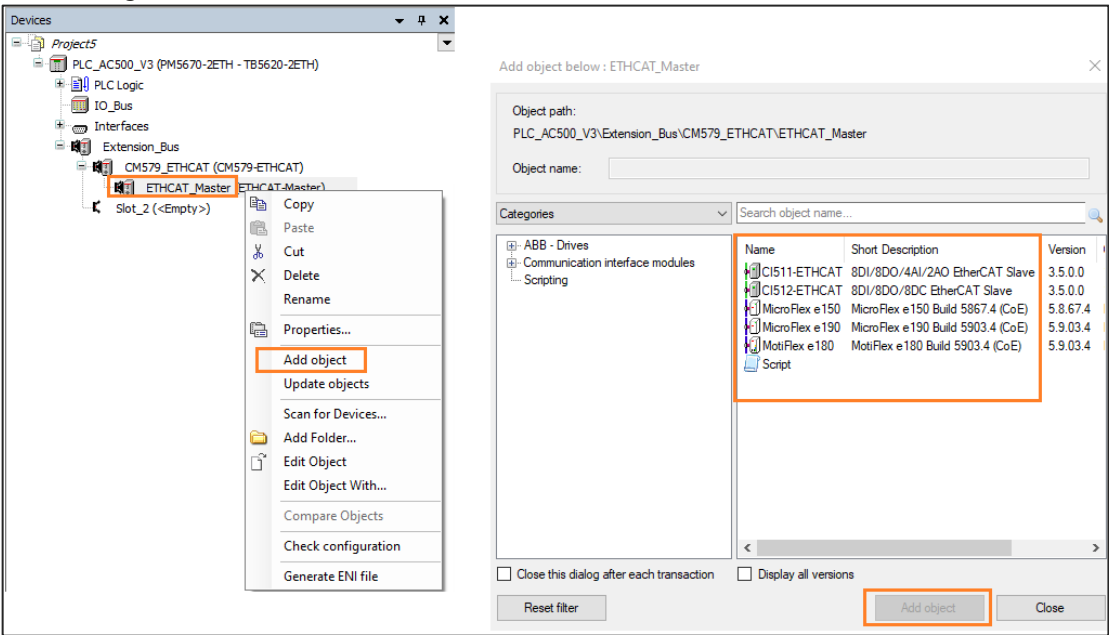 Devices
Project5
PLC_AC500_V3 (PM5670-2ETH - TB5620-2ETH)
PLC Logic
IO_Bus
Interfaces
Extension_Bus
CM579_ETHCAT (CM579-ETHCAT)
ETHCAT_Master (ETHCAT-Master)
Slot_2 (<Empty>)
Copy
Paste
Cut
Delete
Rename
Properties...
Add object
Update objects
Scan for Devices...
Add Folder...
Edit Object
Edit Object With...
Compare Objects
Check configuration
Generate ENI file
Add object below : ETHCAT_Master
Object path:
PLC_AC500_V3\Extension_Bus\CM579_ETHCAT\ETHCAT_Master
Object name:
Categories
Search object name...
ABB - Drives
Communication interface modules
Scripting
Name Short Description Version
CI511-ETHCAT 8DI/8DO/4AI/2AO EtherCAT Slave 3.5.0.0
CI512-ETHCAT 8DI/8DO/8DC EtherCAT Slave 3.5.0.0
MicroFlex e150 MicroFlex e150 Build 5867.4 (CoE) 5.8.67.4
MicroFlex e190 MicroFlex e190 Build 5903.4 (CoE) 5.9.03.4
MotiFlex e180 MotiFlex e180 Build 5903.4 (CoE) 5.9.03.4
Script
Close this dialog after each transaction
Display all versions
Reset filter
Add object
Close